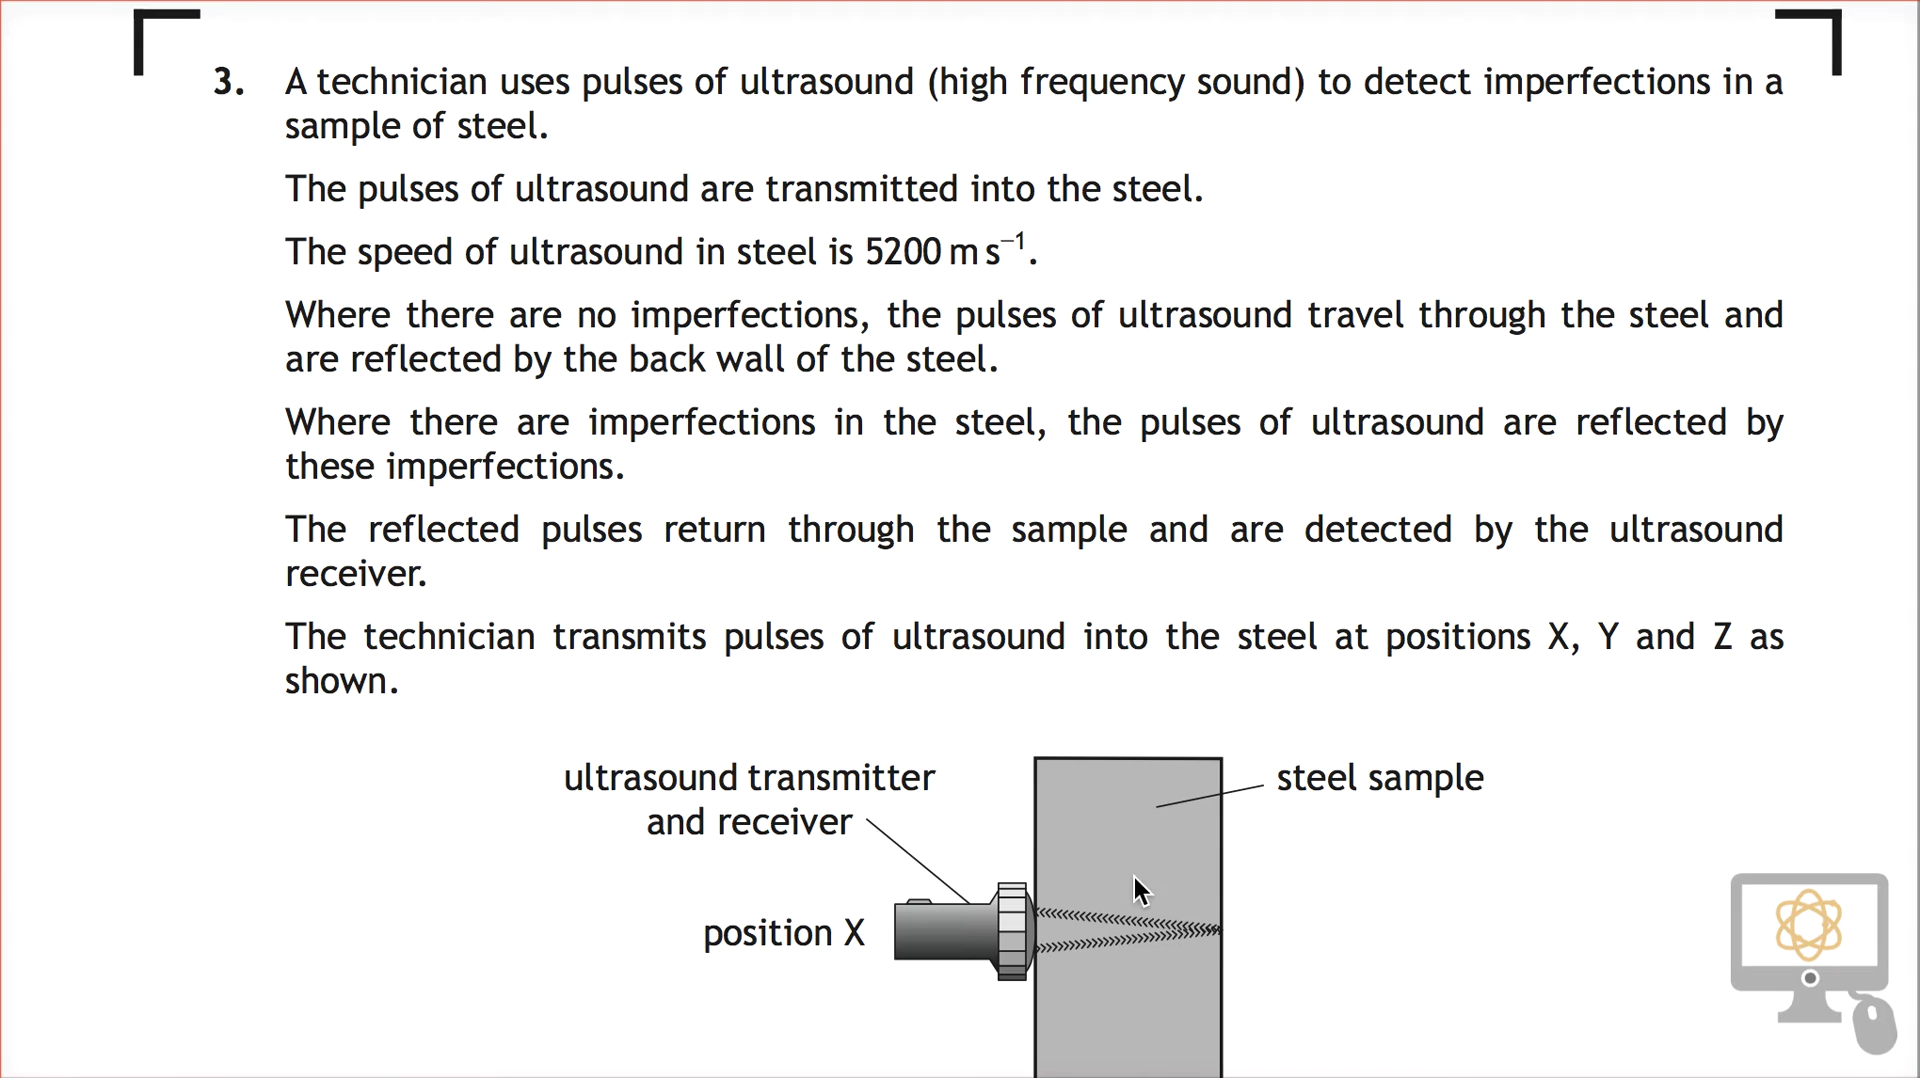 3. A technician uses pulses of ultrasound (high frequency sound) to detect imperfections in a
sample of steel.
The pulses of ultrasound are transmitted into the steel.
The speed of ultrasound in steel is 5200 m s⁻¹.
Where there are no imperfections, the pulses of ultrasound travel through the steel and
are reflected by the back wall of the steel.
Where there are imperfections in the steel, the pulses of ultrasound are reflected by
these imperfections.
The reflected pulses return through the sample and are detected by the ultrasound
receiver.
The technician transmits pulses of ultrasound into the steel at positions X, Y and Z as
shown.
ultrasound transmitter
and receiver
steel sample
position X